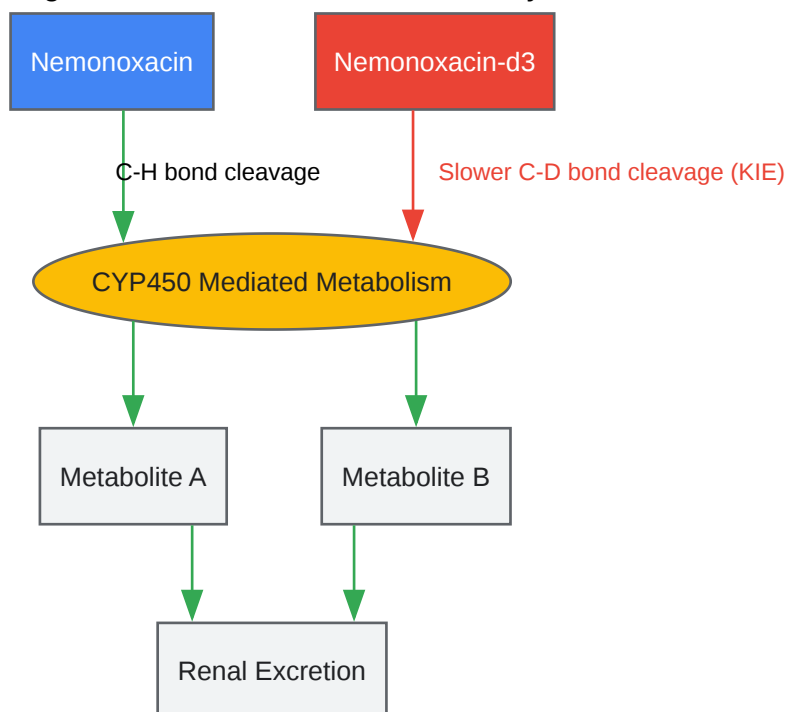 Nemonoxacin
Nemonoxacin-d3
C-H bond cleavage
Slower C-D bond cleavage (KIE)
CYP450 Mediated Metabolism
Metabolite A
Metabolite B
Renal Excretion